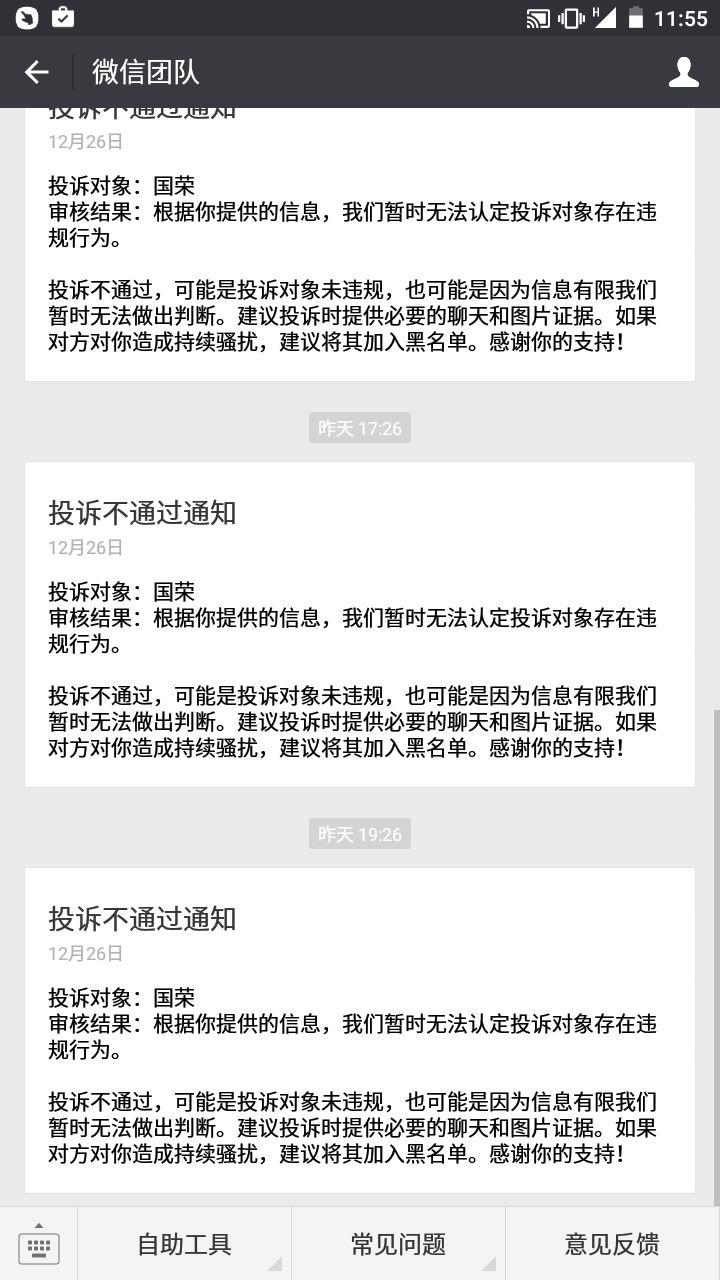 H 11:55
微信团队
投诉不通过通知
12月26日
投诉对象：国荣
审核结果：根据你提供的信息，我们暂时无法认定投诉对象存在违
规行为。
投诉不通过，可能是投诉对象未违规，也可能是因为信息有限我们
暂时无法做出判断。建议投诉时提供必要的聊天和图片证据。如果
对方对你造成持续骚扰，建议将其加入黑名单。感谢你的支持！
昨天 17:26
投诉不通过通知
12月26日
投诉对象：国荣
审核结果：根据你提供的信息，我们暂时无法认定投诉对象存在违
规行为。
投诉不通过，可能是投诉对象未违规，也可能是因为信息有限我们
暂时无法做出判断。建议投诉时提供必要的聊天和图片证据。如果
对方对你造成持续骚扰，建议将其加入黑名单。感谢你的支持！
昨天 19:26
投诉不通过通知
12月26日
投诉对象：国荣
审核结果：根据你提供的信息，我们暂时无法认定投诉对象存在违
规行为。
投诉不通过，可能是投诉对象未违规，也可能是因为信息有限我们
暂时无法做出判断。建议投诉时提供必要的聊天和图片证据。如果
对方对你造成持续骚扰，建议将其加入黑名单。感谢你的支持！
自助工具 常见问题 意见反馈